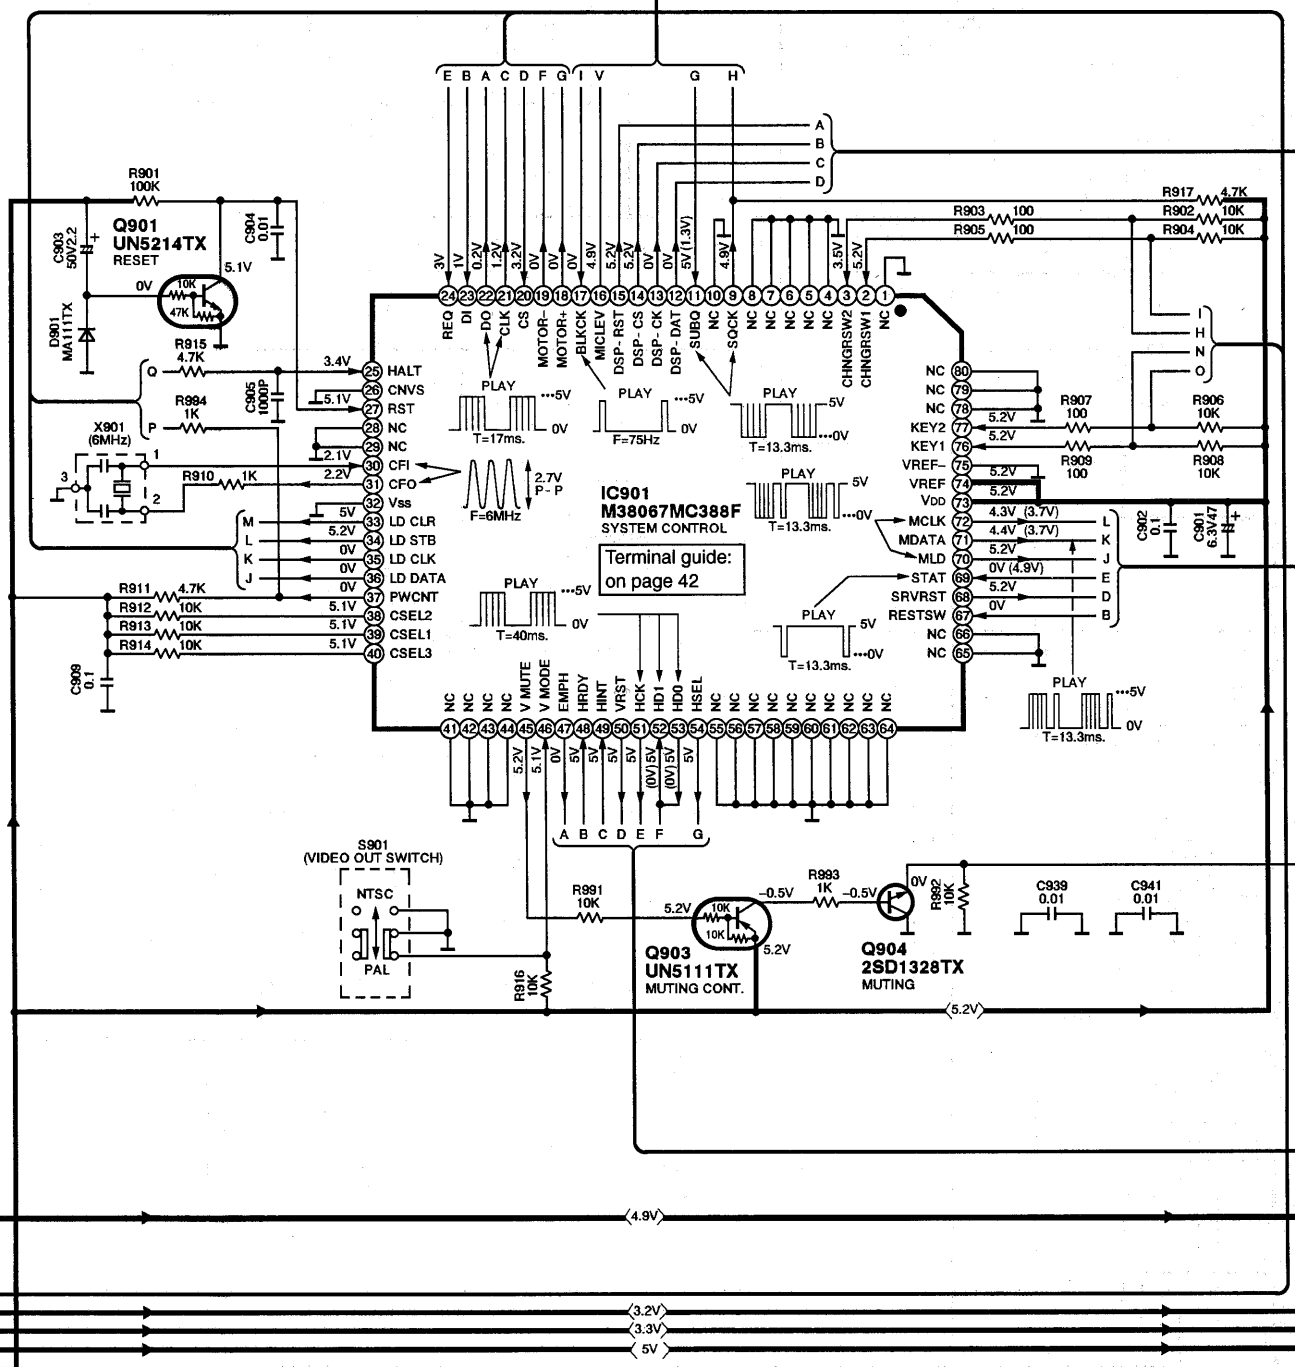 E B A C D F G I V G H
A
B
C
D
R901
100K
R917 4.7K
R903 100 R902 10K
R905 100 R904 10K
Q901
UN5214TX
RESET
C904
0.01
C903
50V2.2
+
5.1V
0V
10K
47K
D901
MA111TX
3V 1V 0.2V 1.2V 3.2V 0V 0V 0V 4.9V 5.2V 5.2V 0V 0V 5V(1.3V) 4.9V 3.5V 5.2V
24 23 22 21 20 19 18 17 16 15 14 13 12 11 10 9 8 7 6 5 4 3 2 1
REQ DI DO CLK CS MOTOR- MOTOR+ BLKCK MICLEV DSP-RST DSP-CS DSP-CK DSP-DAT SUBQ NC SQCK NC NC NC NC NC CHNGRSW2 CHNGRSW1 NC
I
H
N
O
R915
4.7K
Q
R994
1K
P
C905
1000P
X901
(6MHz)
1
3
2
R910 1K
3.4V 25 HALT
26 CNVS
5.1V 27 RST
28 NC
29 NC
2.1V 30 CFI
2.2V 31 CFO
32 Vss
M 5V 33 LD CLR
L 5.2V 34 LD STB
K 0V 35 LD CLK
J 0V 36 LD DATA
0V 37 PWCNT
5.1V 38 CSEL2
5.1V 39 CSEL1
5.1V 40 CSEL3
R911 4.7K
R912 10K
R913 10K
R914 10K
C909
0.1
PLAY
•••5V
0V
T=17ms.
PLAY
•••5V
0V
F=75Hz
PLAY
5V
•••0V
T=13.3ms.
2.7V
P-P
F=6MHz
IC901
M38067MC388F
SYSTEM CONTROL
Terminal guide:
on page 42
5V
•••0V
T=13.3ms.
PLAY
•••5V
0V
T=40ms.
PLAY
5V
•••0V
T=13.3ms.
NC 80
NC 79
NC 78
KEY2 77 5.2V R907 100 R906 10K
KEY1 76 5.2V R909 100 R908 10K
VREF- 75
VREF 74 5.2V
VDD 73 5.2V
MCLK 72 4.3V (3.7V) L
MDATA 71 4.4V (3.7V) K
MLD 70 5.2V J
STAT 69 0V (4.9V) E
SRVRST 68 5.2V D
RESTSW 67 0V B
NC 66
NC 65
C902
0.1
C901
6.3V47
+
PLAY
•••5V
0V
T=13.3ms.
NC NC NC NC V MUTE V MODE EMPH HRDY HINT VRST HCK HD1 HD0 HSEL NC NC NC NC NC NC NC NC NC NC
41 42 43 44 45 46 47 48 49 50 51 52 53 54 55 56 57 58 59 60 61 62 63 64
5.2V 5.1V 0V 5V 5V 5V 5V (0V) 5V (0V) 5V 5V
A B C D E F G
S901
(VIDEO OUT SWITCH)
NTSC
PAL
R991
10K
R916
10K
5.2V
10K
10K
-0.5V
5.2V
Q903
UN5111TX
MUTING CONT.
R993
1K
-0.5V
0V
Q904
2SD1328TX
MUTING
R992
10K
C939
0.01
C941
0.01
(5.2V)
(4.9V)
(3.2V)
(3.3V)
(5V)